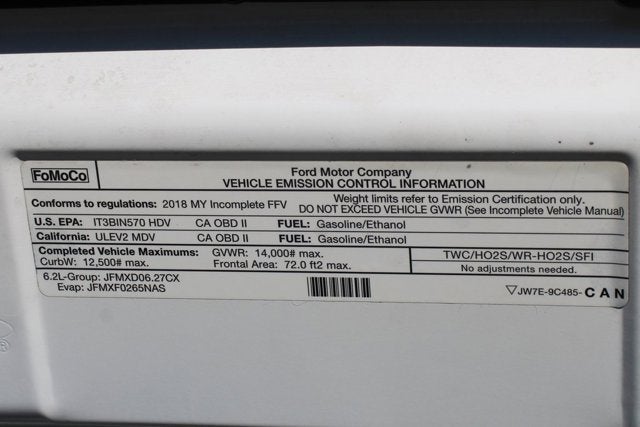 FoMoCo
Ford Motor Company
VEHICLE EMISSION CONTROL INFORMATION
Conforms to regulations: 2018 MY Incomplete FFV
Weight limits refer to Emission Certification only.
DO NOT EXCEED VEHICLE GVWR (See Incomplete Vehicle Manual)
U.S. EPA: IT3BIN570 HDV CA OBD II FUEL: Gasoline/Ethanol
California: ULEV2 MDV CA OBD II FUEL: Gasoline/Ethanol
Completed Vehicle Maximums: GVWR: 14,000# max.
CurbW: 12,500# max. Frontal Area: 72.0 ft2 max.
TWC/HO2S/WR-HO2S/SFI
No adjustments needed.
6.2L-Group: JFMXD06.27CX
Evap: JFMXF0265NAS
▽JW7E-9C485- CAN